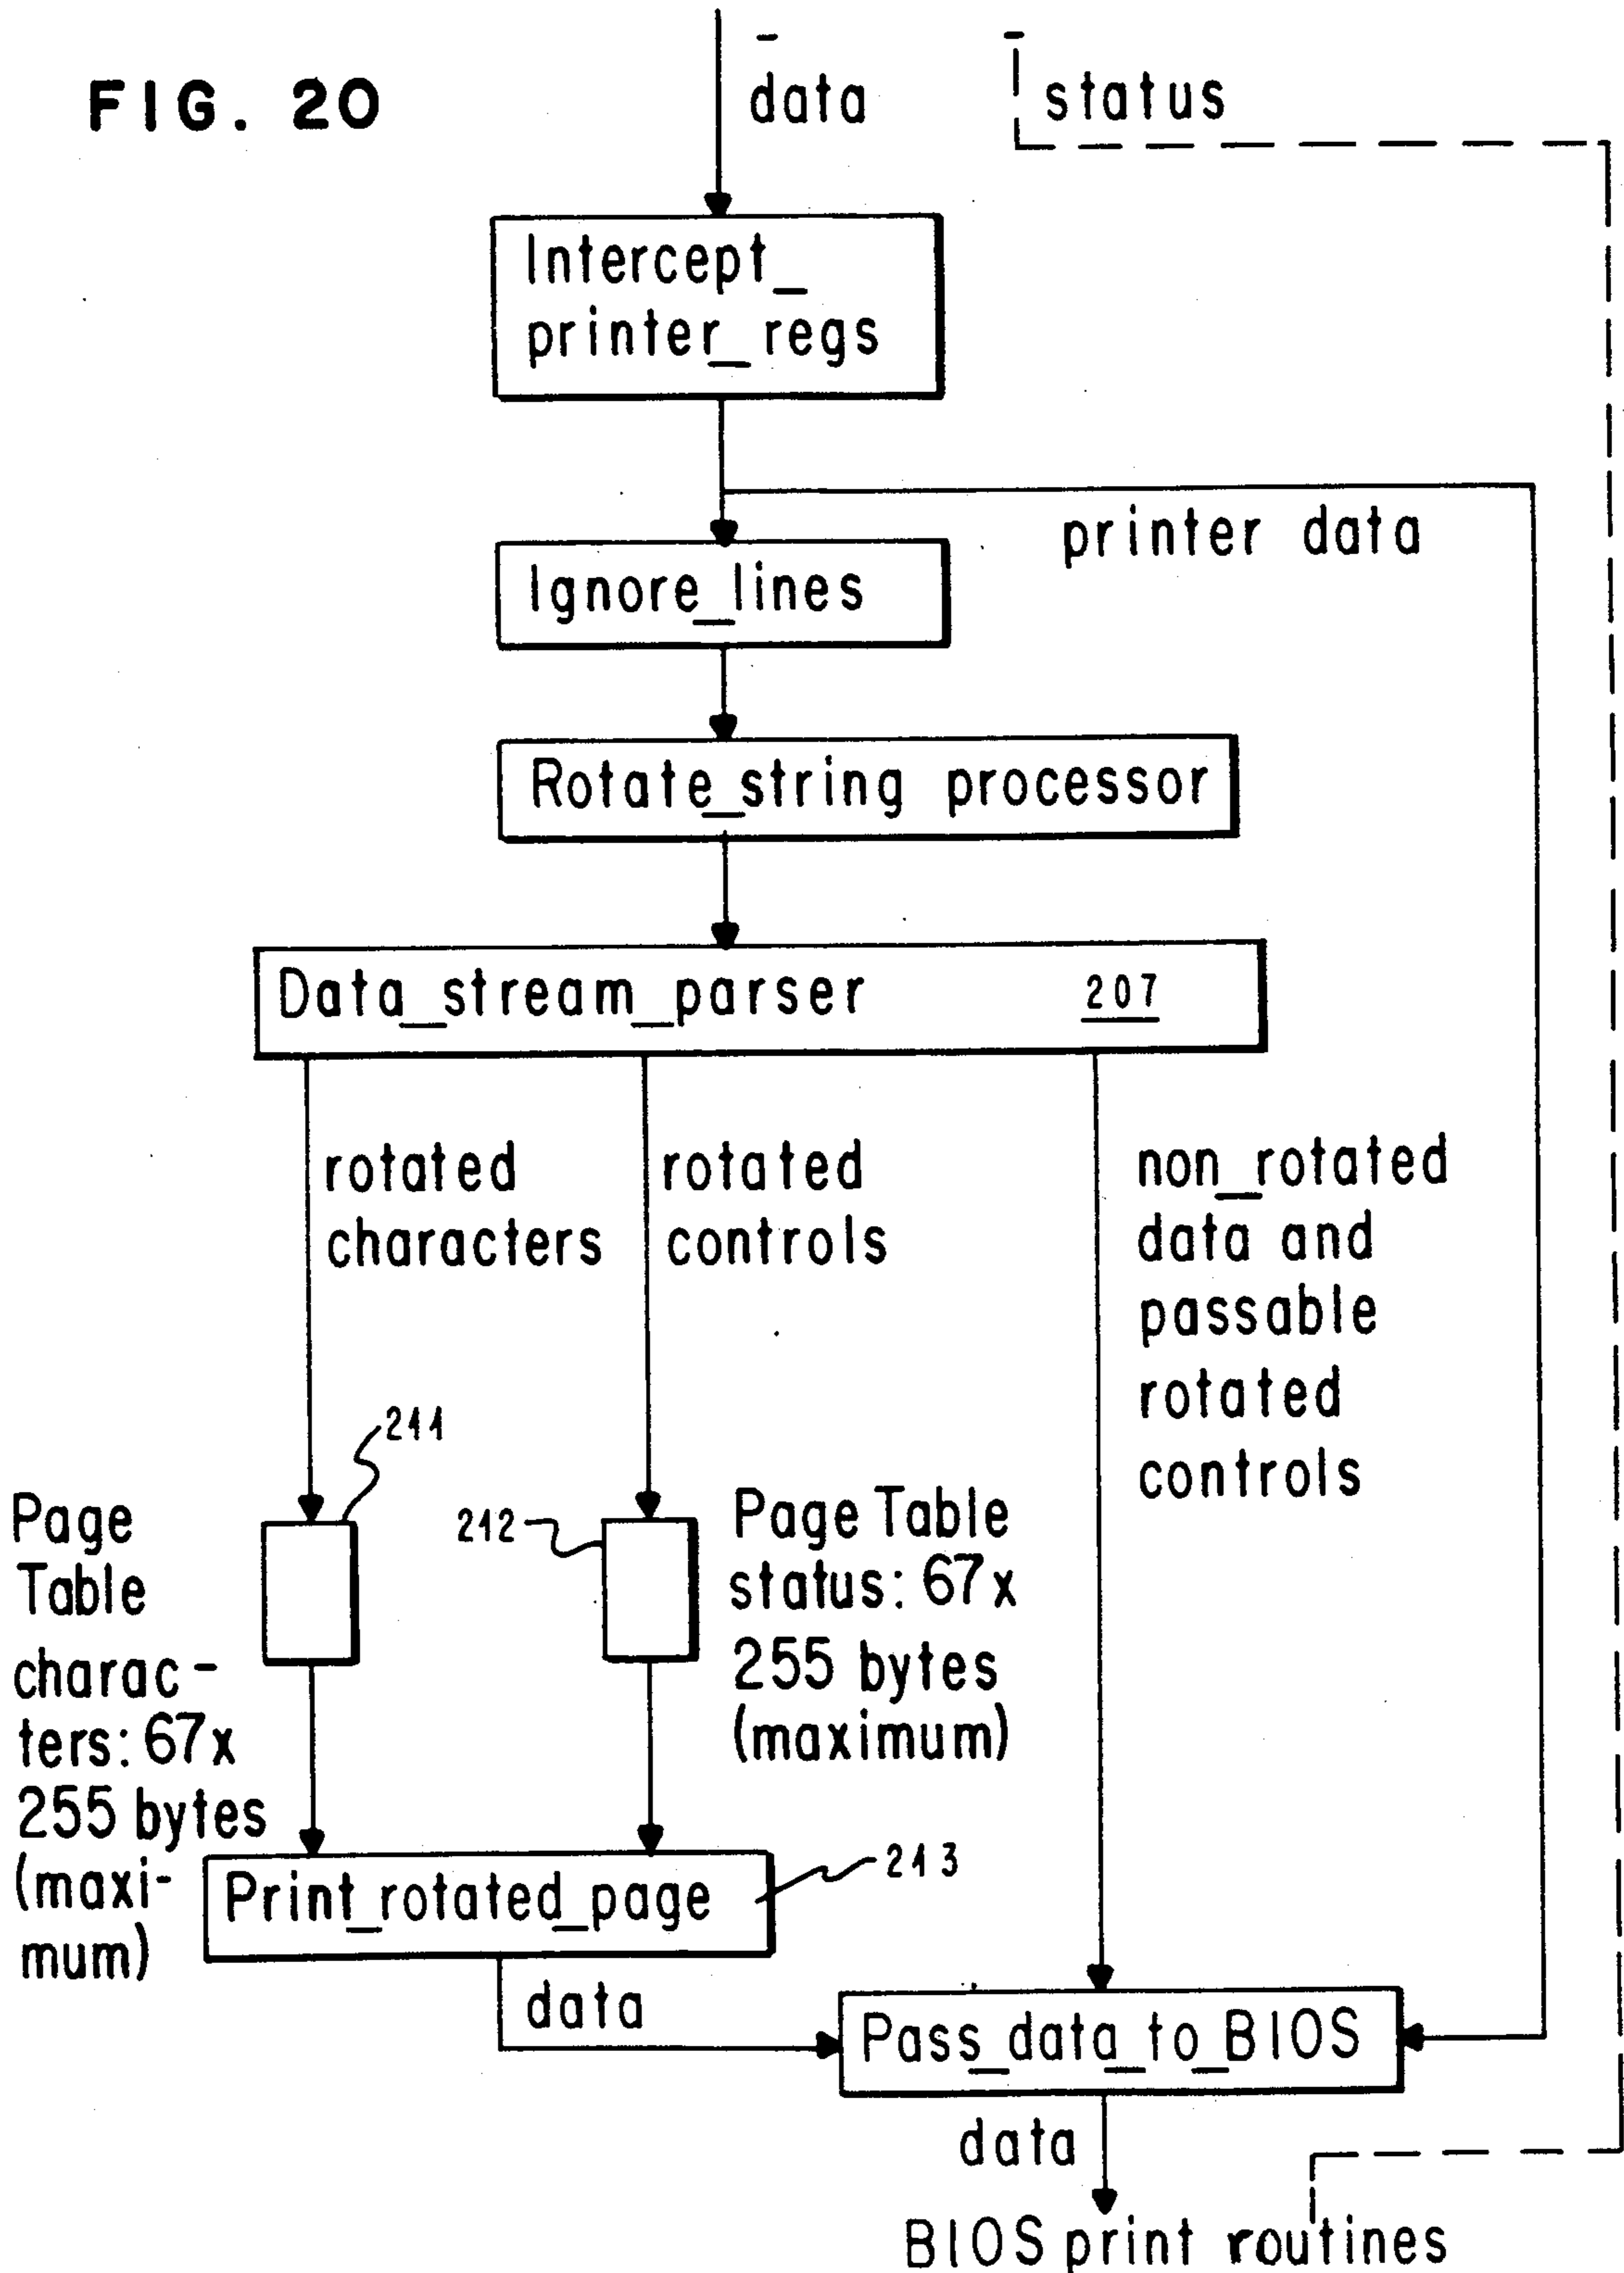 FIG. 20
data
status
Intercept_
printer_regs
printer data
Ignore_lines
Rotate_string processor
Data_stream_parser 207
rotated
characters
rotated
controls
non_rotated
data and
passable
rotated
controls
241
242
Page
Table
charac-
ters: 67x
255 bytes
(maxi-
mum)
Page Table
status: 67x
255 bytes
(maximum)
Print_rotated_page
243
data
Pass_data_to_BIOS
data
BIOS print routines